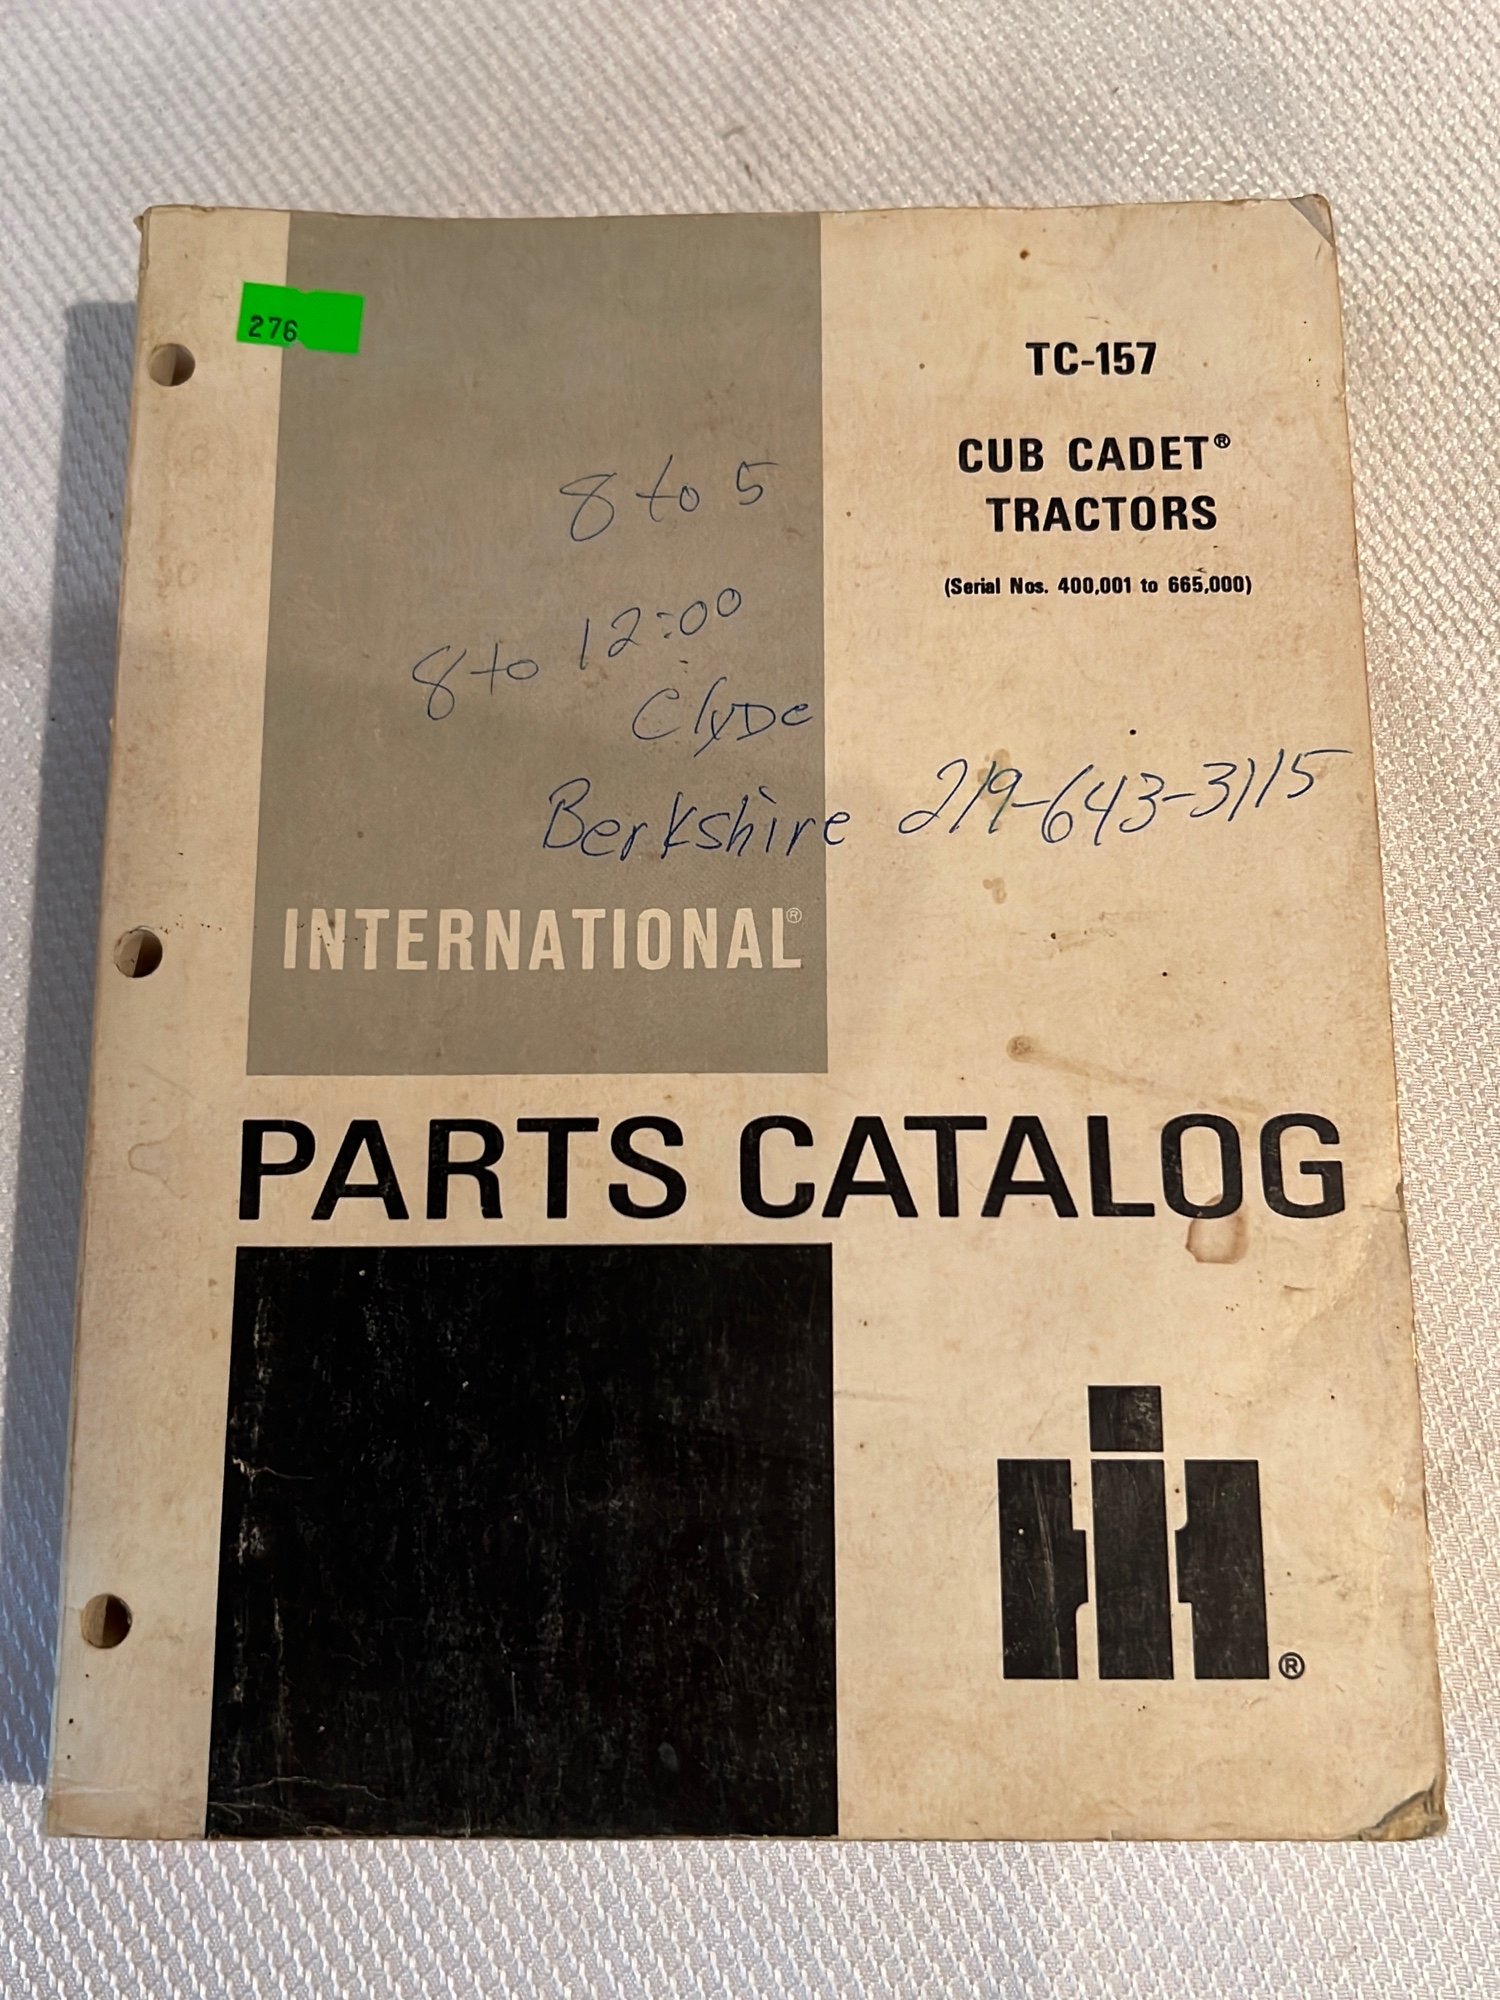 276
TC-157
CUB CADET®
TRACTORS
(Serial Nos. 400,001 to 665,000)
8 to 5
8 to 12:00
Clyde
Berkshire 219-643-3115
INTERNATIONAL®
PARTS CATALOG
IH®